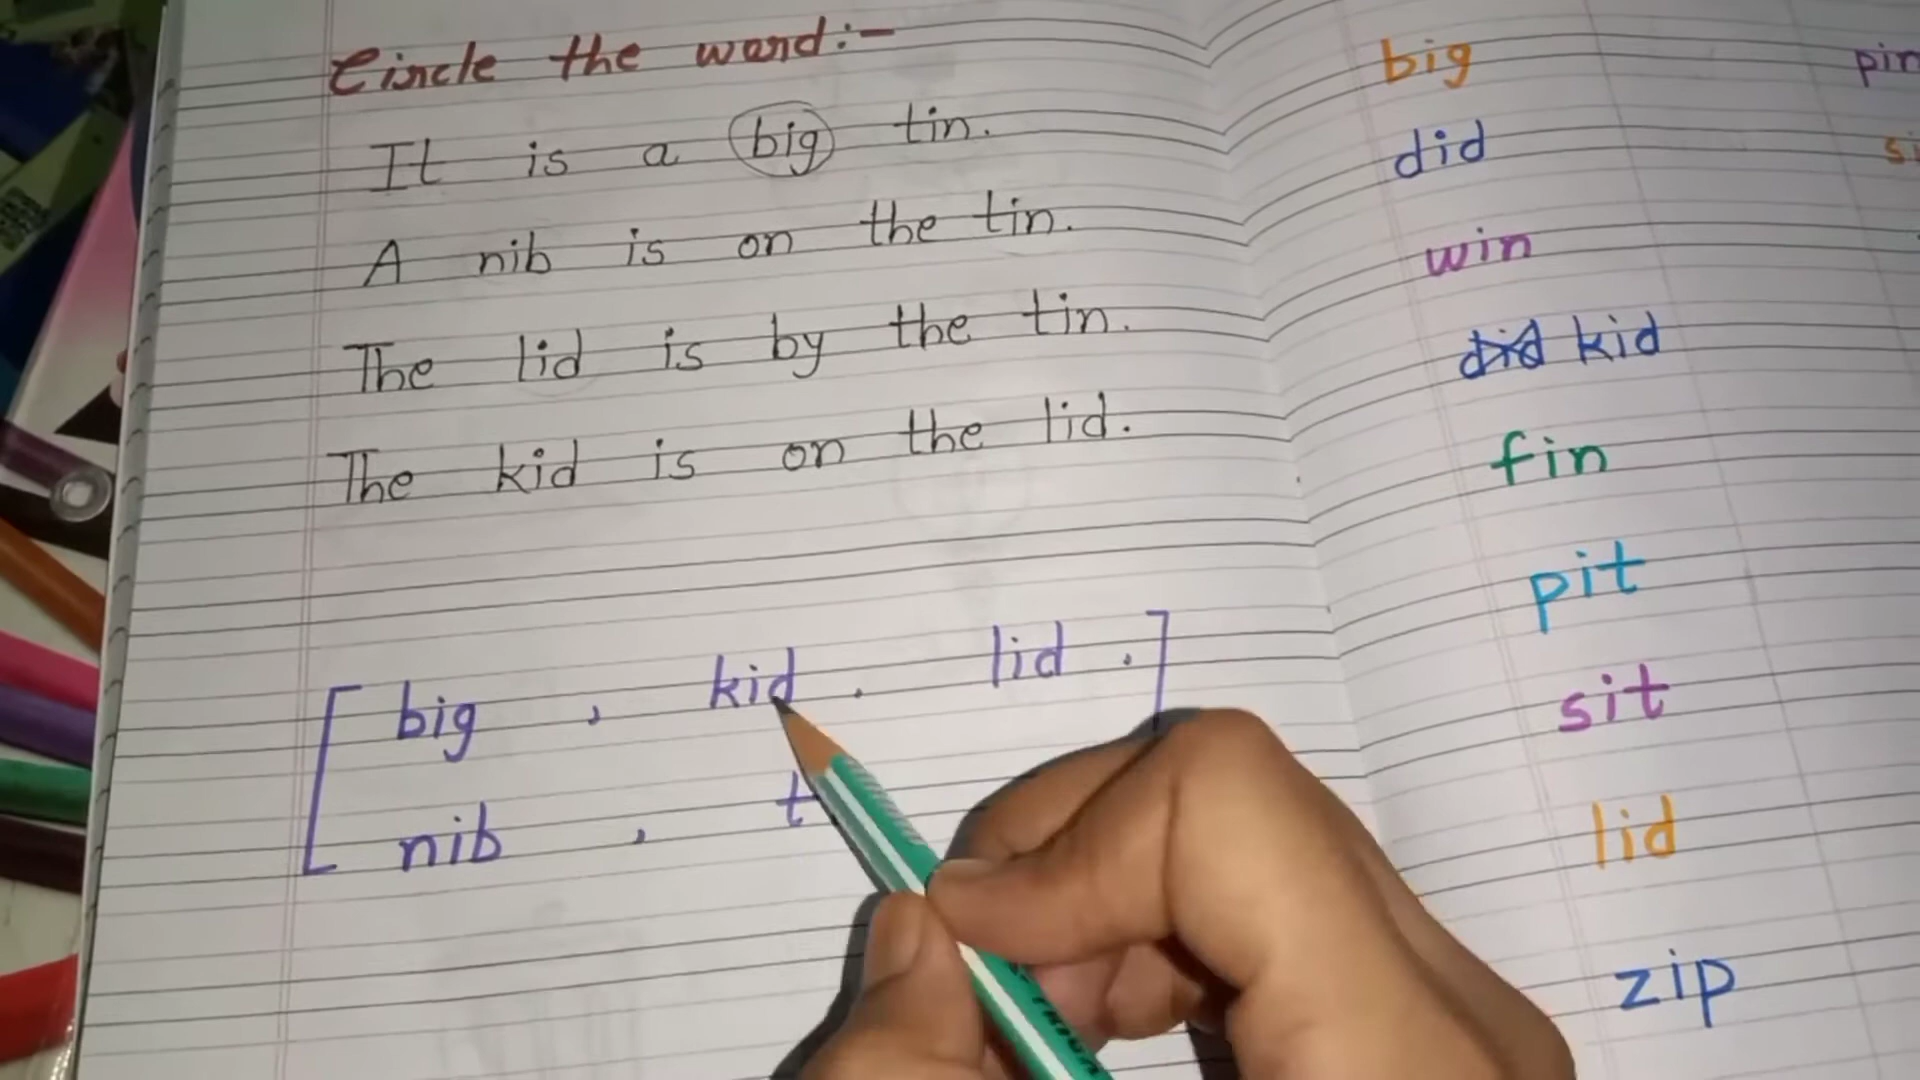 Circle the word:-
It is a big tin.
A nib is on the tin.
The lid is by the tin.
The kid is on the lid.
[ big , kid . lid . ]
nib ,
big
did
win
did kid
fin
pit
sit
lid
zip